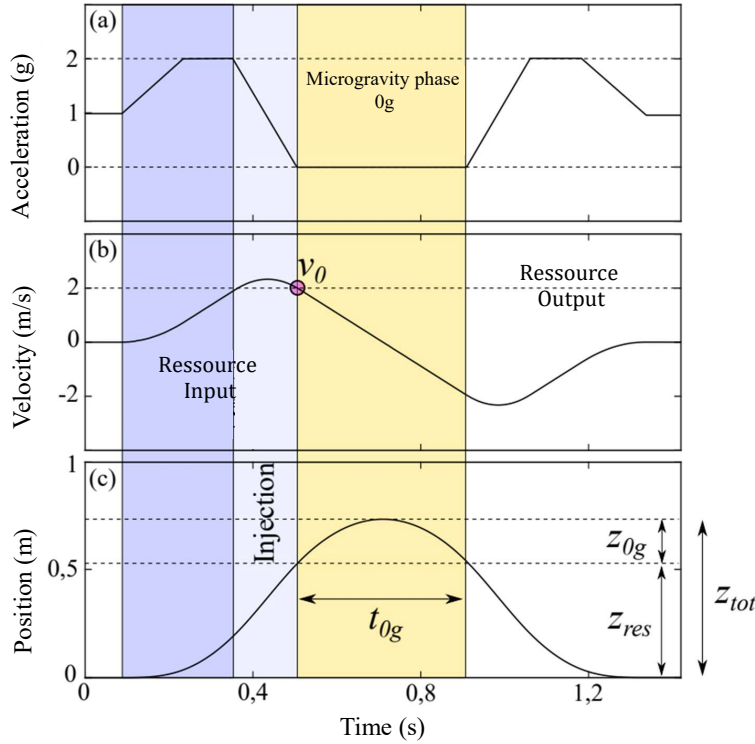 (a)
Acceleration (g)
2
1
0
Microgravity phase
0g
(b)
Velocity (m/s)
2
0
-2
v0
Ressource
Output
Ressource
Input
(c)
Position (m)
1
0,5
0
Injection
t0g
z0g
zres
ztot
0
0,4
0,8
1,2
Time (s)